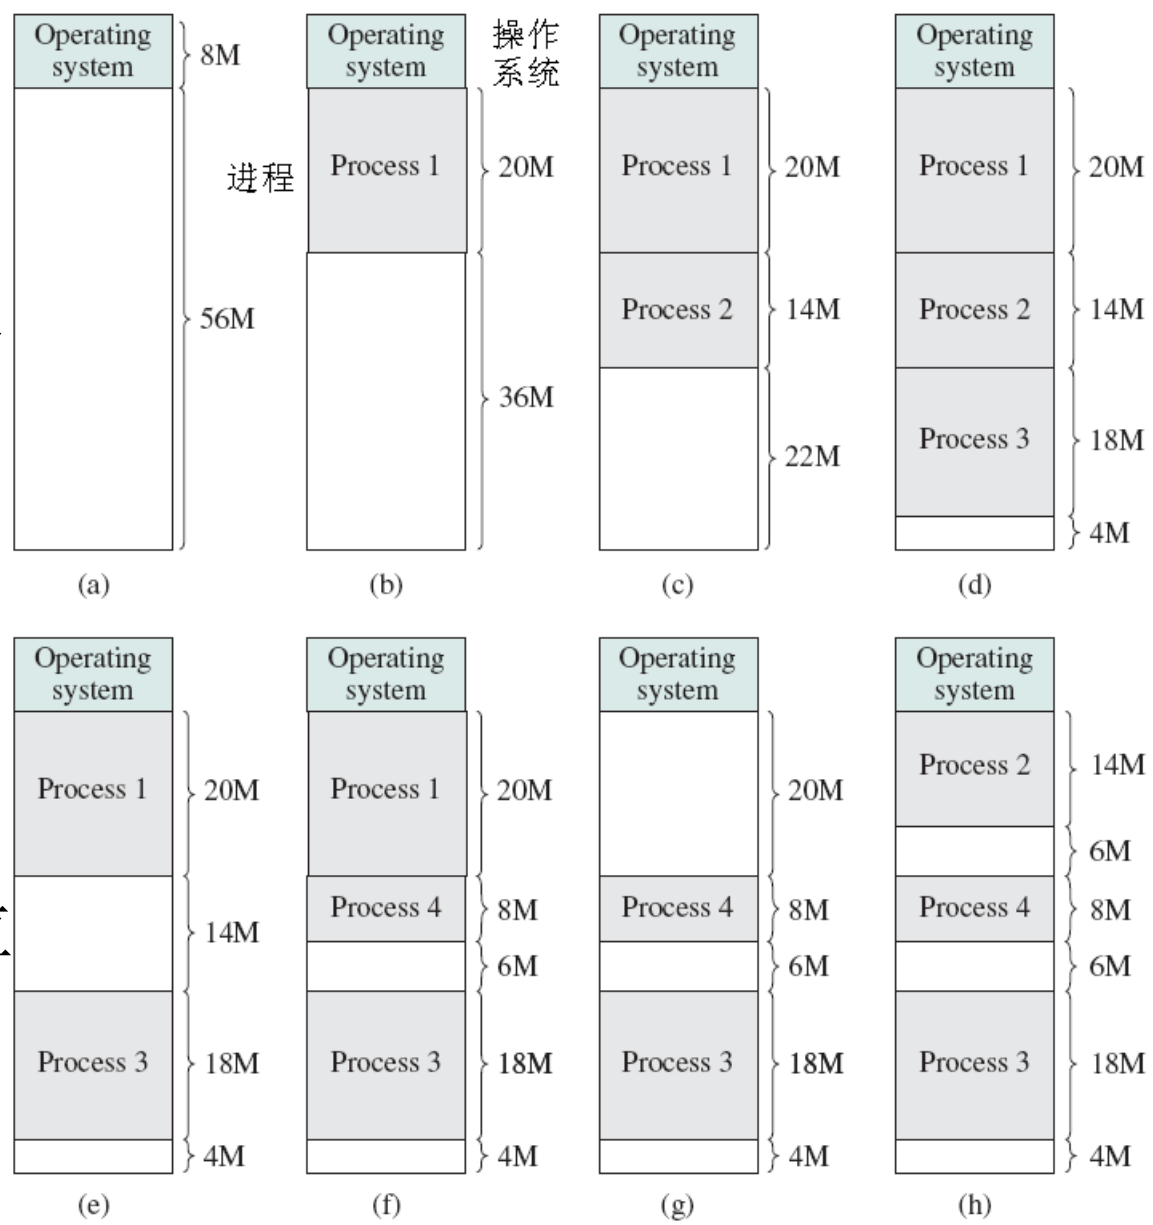 Operating
system
8M
56M
(a)
Operating
system
操作
系统
进程
Process 1
20M
36M
(b)
Operating
system
Process 1
20M
Process 2
14M
22M
(c)
Operating
system
Process 1
20M
Process 2
14M
Process 3
18M
4M
(d)
Operating
system
Process 1
20M
14M
Process 3
18M
4M
(e)
Operating
system
Process 1
20M
Process 4
8M
6M
Process 3
18M
4M
(f)
Operating
system
20M
Process 4
8M
6M
Process 3
18M
4M
(g)
Operating
system
Process 2
14M
6M
Process 4
8M
6M
Process 3
18M
4M
(h)